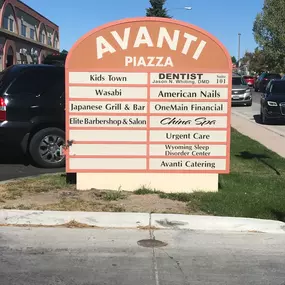 AVANTI
PIAZZA
Kids Town
Wasabi
Japanese Grill & Bar
Elite Barbershop & Salon
DENTIST
Jason N. Whiting, DMD
Suite
101
American Nails
OneMain Financial
China Spa
Urgent Care
Wyoming Sleep
Disorder Center
Avanti Catering